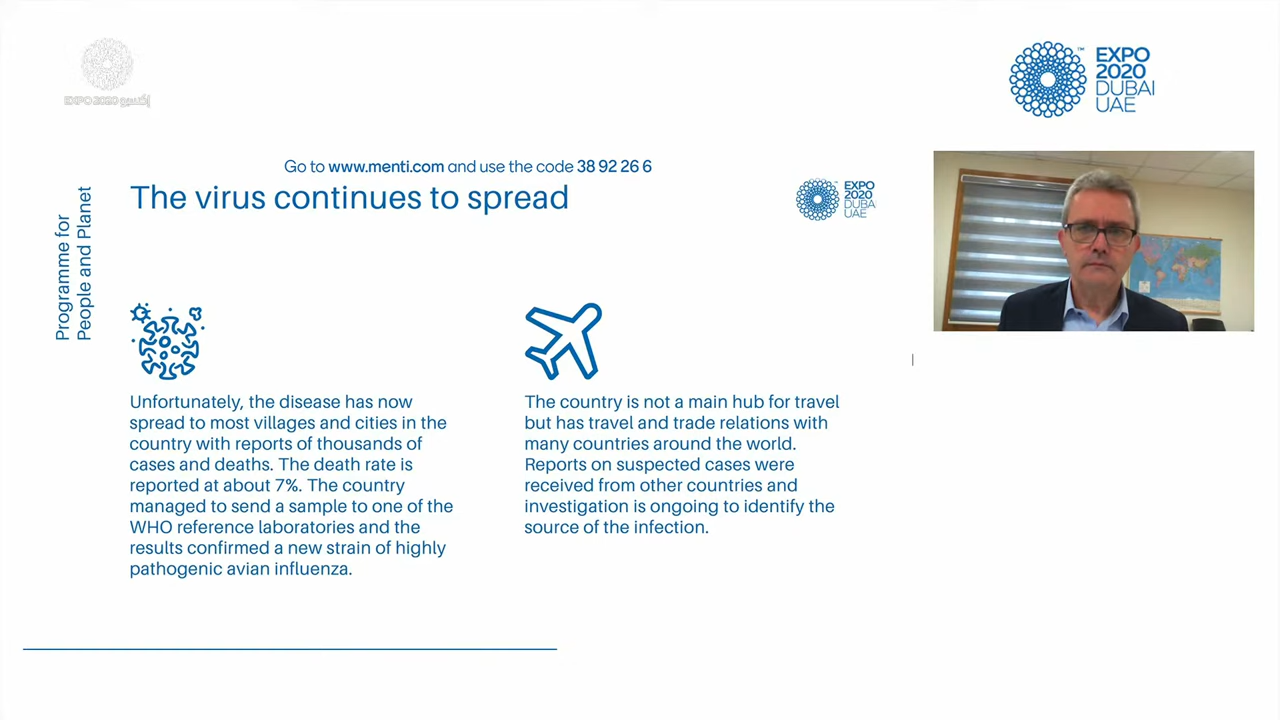 EXPO 2020 إكسبو
EXPO
2020
DUBAI
UAE
Go to www.menti.com and use the code 38 92 26 6
The virus continues to spread
EXPO
2020
DUBAI
UAE
Programme for
People and Planet
Unfortunately, the disease has now
spread to most villages and cities in the
country with reports of thousands of
cases and deaths. The death rate is
reported at about 7%. The country
managed to send a sample to one of the
WHO reference laboratories and the
results confirmed a new strain of highly
pathogenic avian influenza.
The country is not a main hub for travel
but has travel and trade relations with
many countries around the world.
Reports on suspected cases were
received from other countries and
investigation is ongoing to identify the
source of the infection.